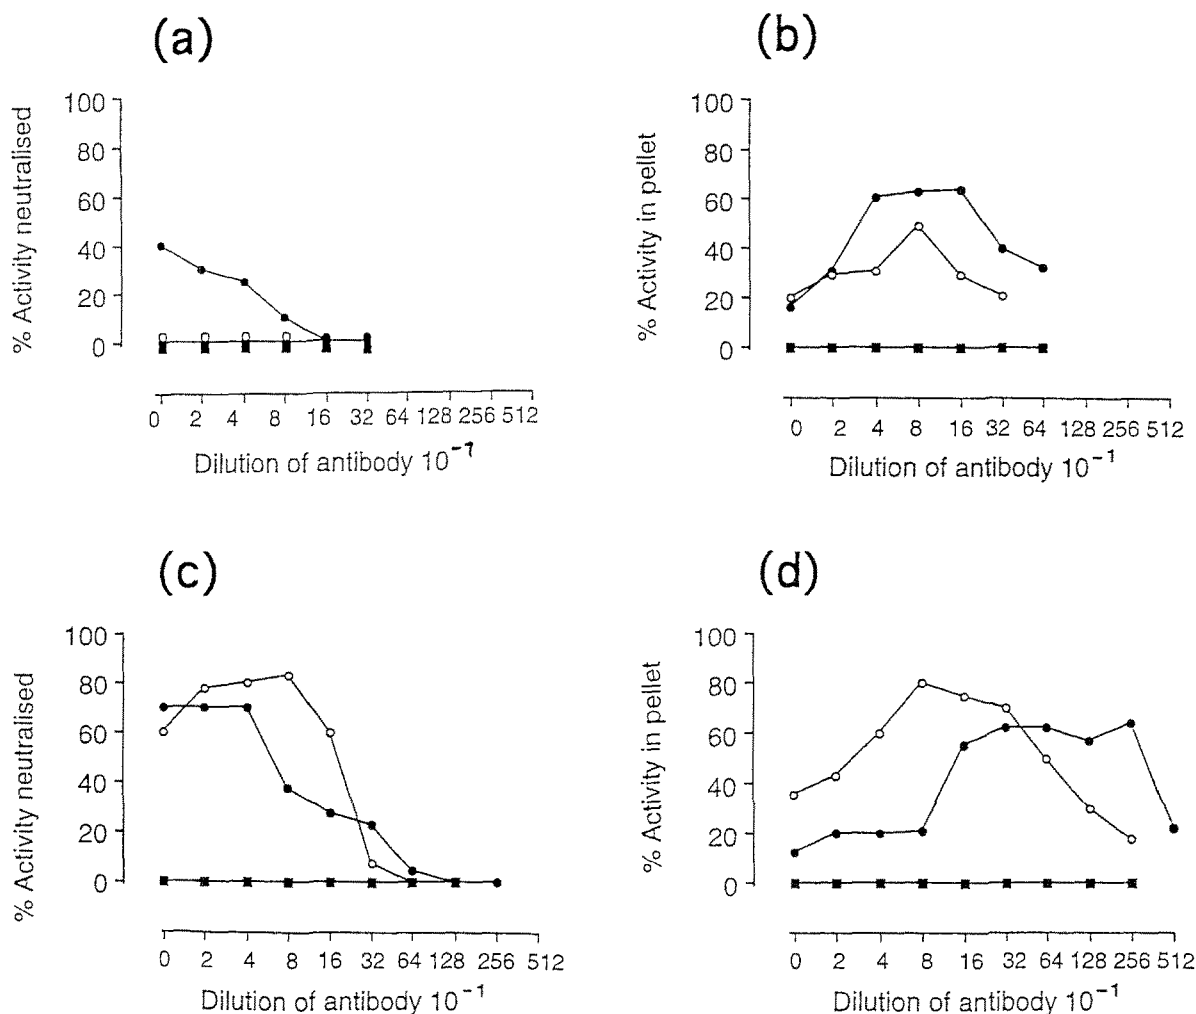 (a)
% Activity neutralised
100
80
60
40
20
0
0 2 4 8 16 32 64 128 256 512
Dilution of antibody 10⁻¹
(b)
% Activity in pellet
100
80
60
40
20
0
0 2 4 8 16 32 64 128 256 512
Dilution of antibody 10⁻¹
(c)
% Activity neutralised
100
80
60
40
20
0
0 2 4 8 16 32 64 128 256 512
Dilution of antibody 10⁻¹
(d)
% Activity in pellet
100
80
60
40
20
0
0 2 4 8 16 32 64 128 256 512
Dilution of antibody 10⁻¹